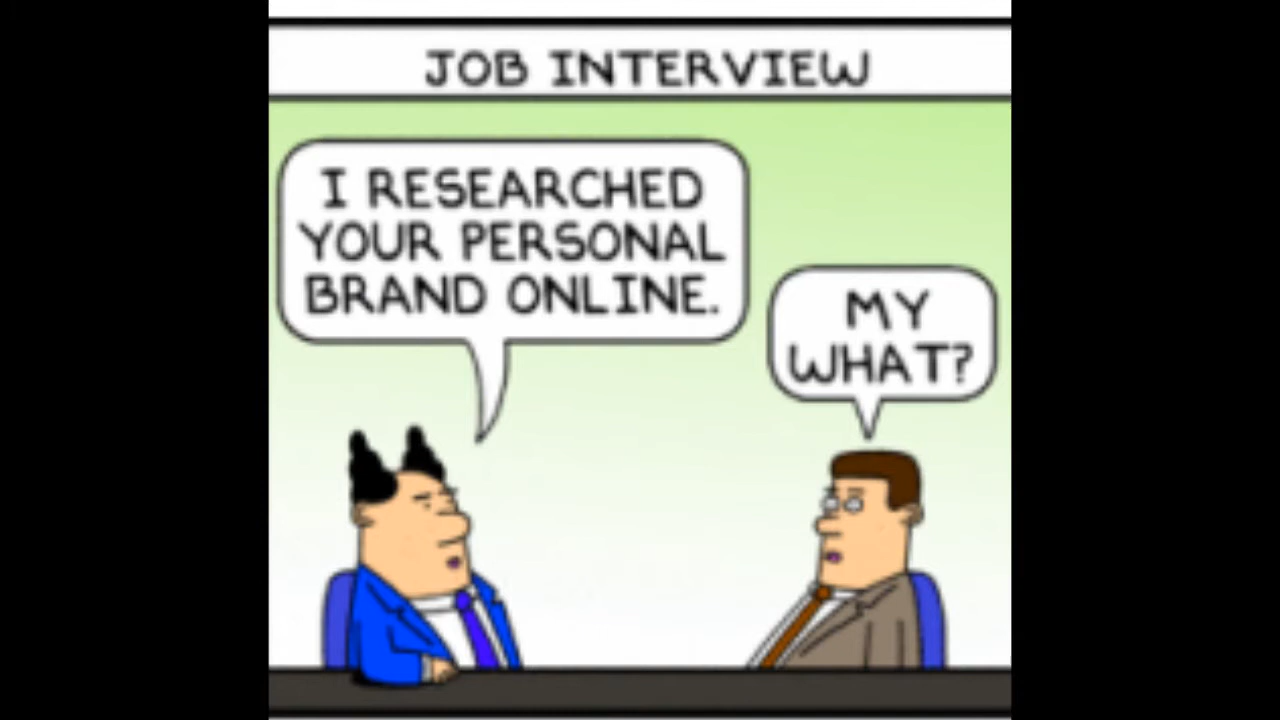 JOB INTERVIEW
I RESEARCHED
YOUR PERSONAL
BRAND ONLINE.
MY
WHAT?